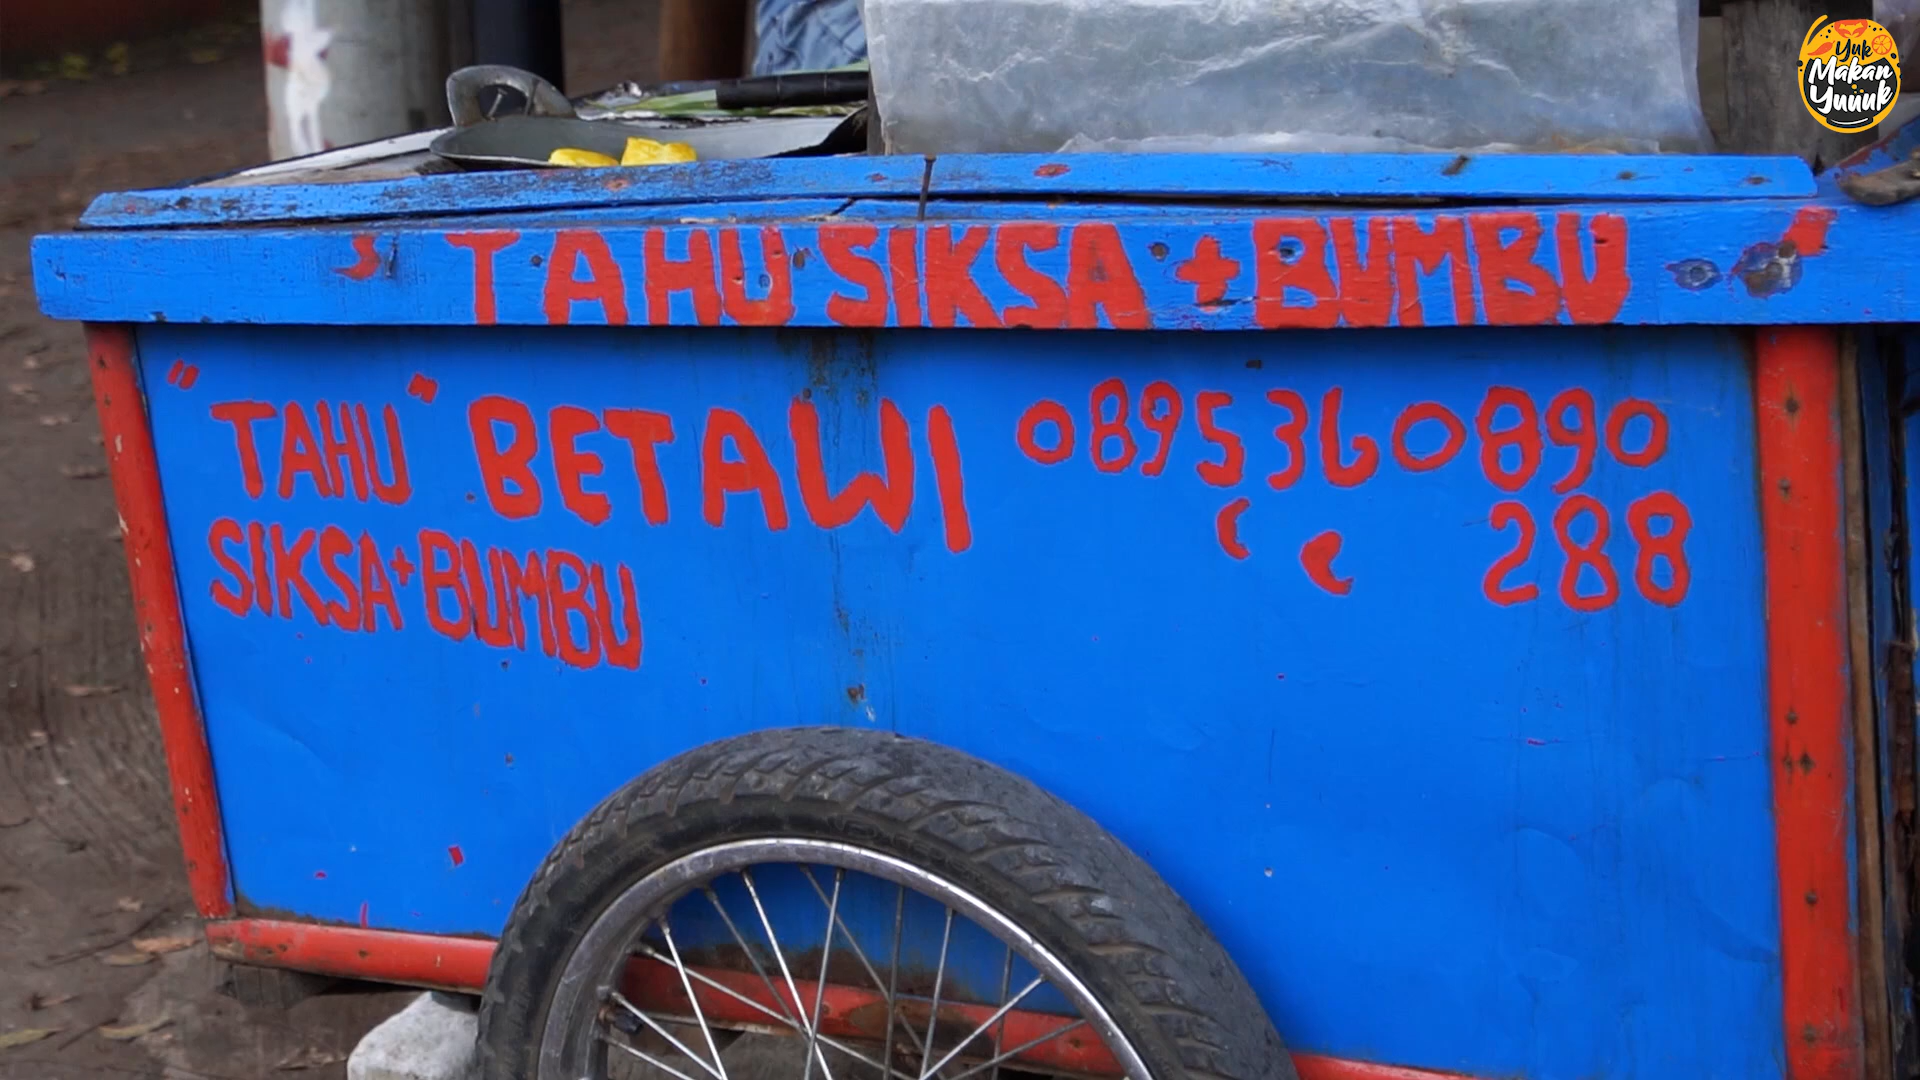 Yuk
Makan
Yuuuk
TAHU SIKSA + BUMBU
"TAHU" BETAWI 0895360890
SIKSA+BUMBU 288